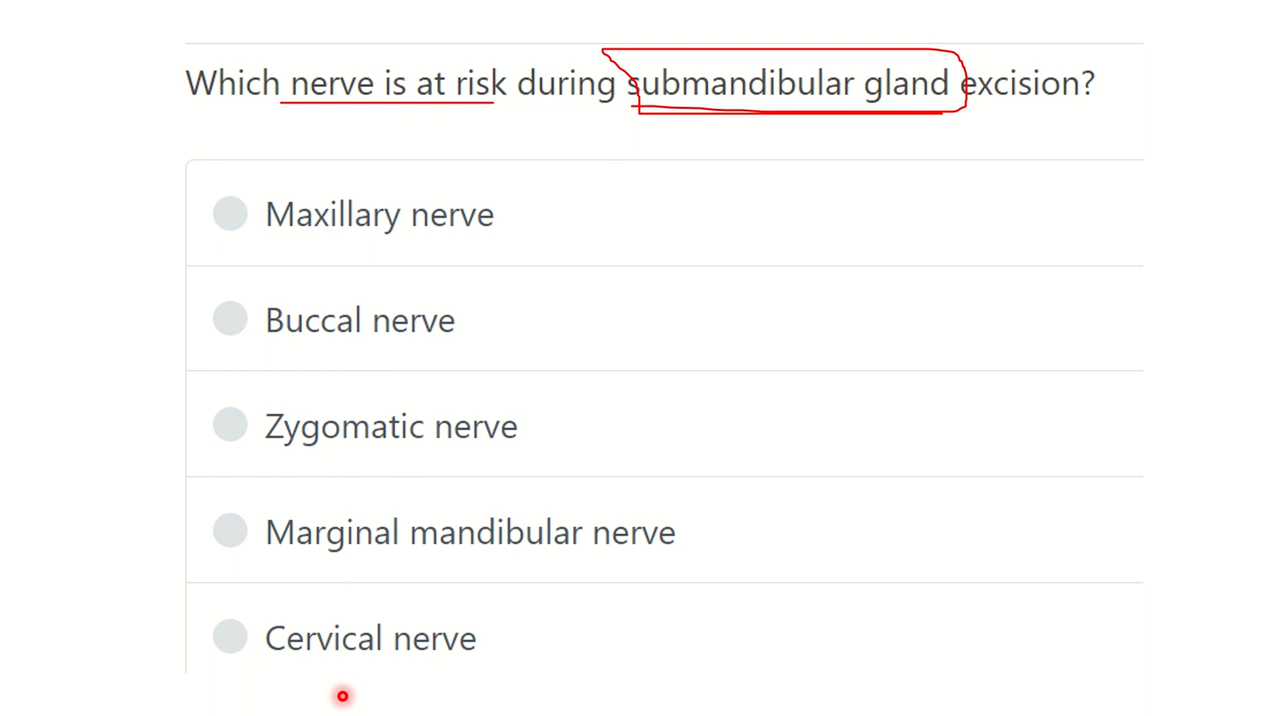 Which nerve is at risk during submandibular gland excision?
Maxillary nerve
Buccal nerve
Zygomatic nerve
Marginal mandibular nerve
Cervical nerve